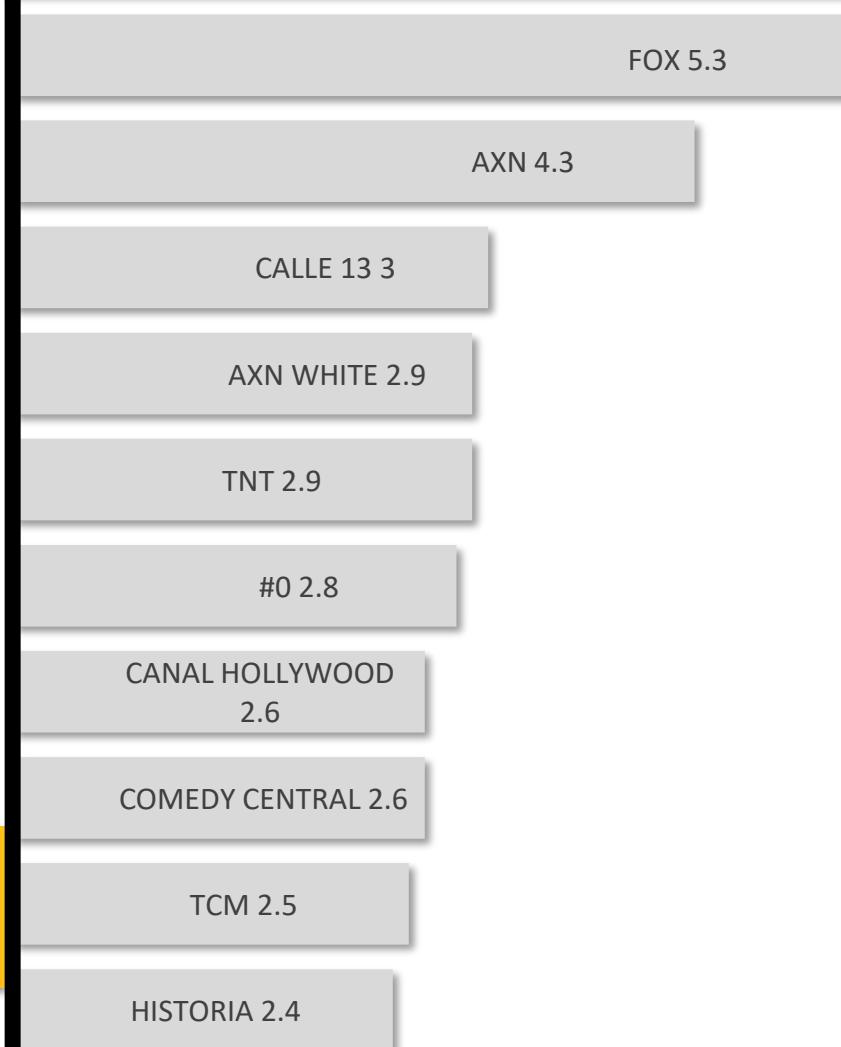 FOX 5.3
AXN 4.3
CALLE 13 3
AXN WHITE 2.9
TNT 2.9
#0 2.8
CANAL HOLLYWOOD
2.6
COMEDY CENTRAL 2.6
TCM 2.5
HISTORIA 2.4